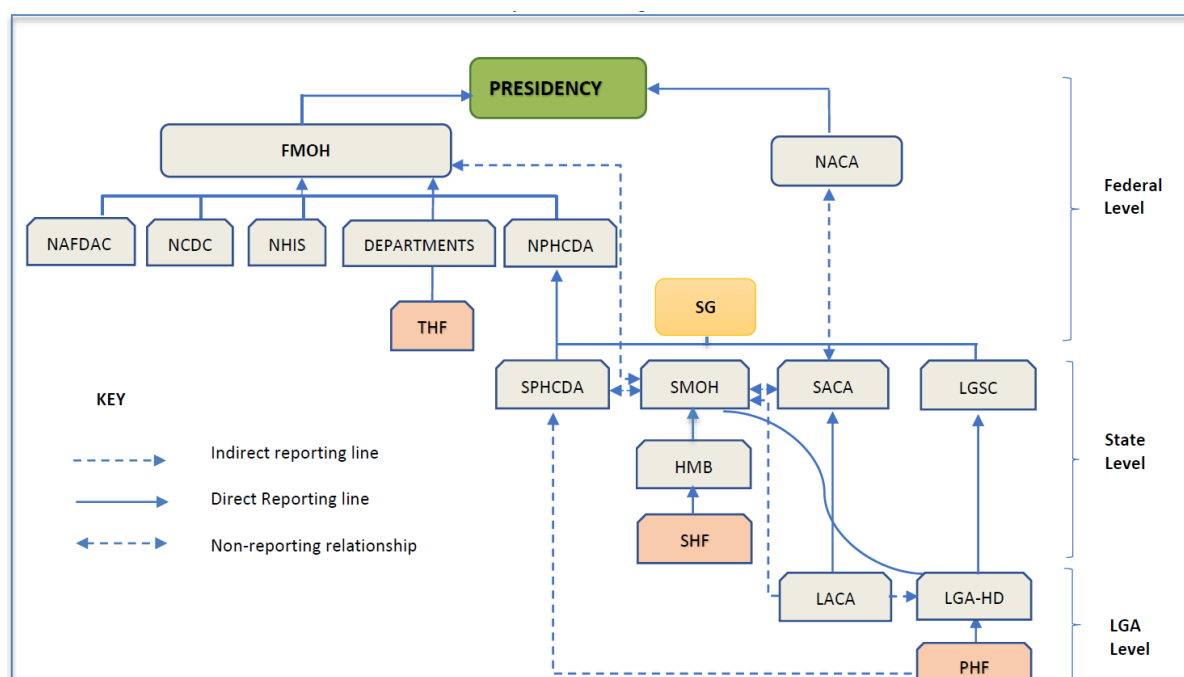 PRESIDENCY
FMOH
NACA
Federal
Level
NAFDAC
NCDC
NHIS
DEPARTMENTS
NPHCDA
THF
SG
SPHCDA
SMOH
SACA
LGSC
KEY
Indirect reporting line
Direct Reporting line
Non-reporting relationship
HMB
SHF
State
Level
LACA
LGA-HD
PHF
LGA
Level